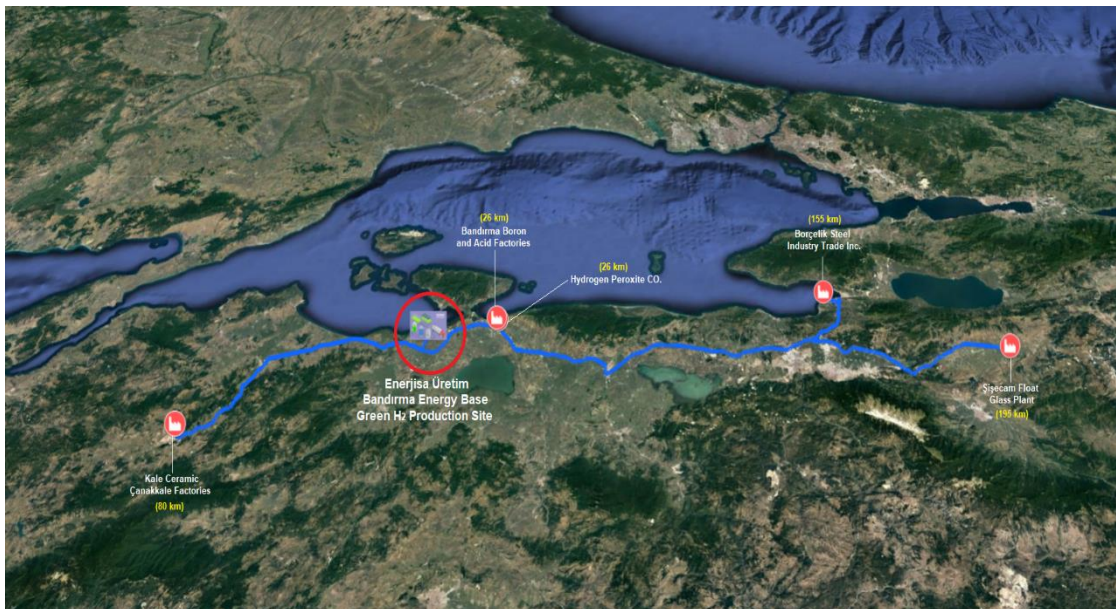 (26 km)
Bandırma Boron
and Acid Factories
(26 km)
Hydrogen Peroxite CO.
(155 km)
Borçelik Steel
Industry Trade Inc.
Enerjisa Üretim
Bandırma Energy Base
Green H₂ Production Site
Şişecam Float
Glass Plant
(195 km)
Kale Ceramic
Çanakkale Factories
(80 km)